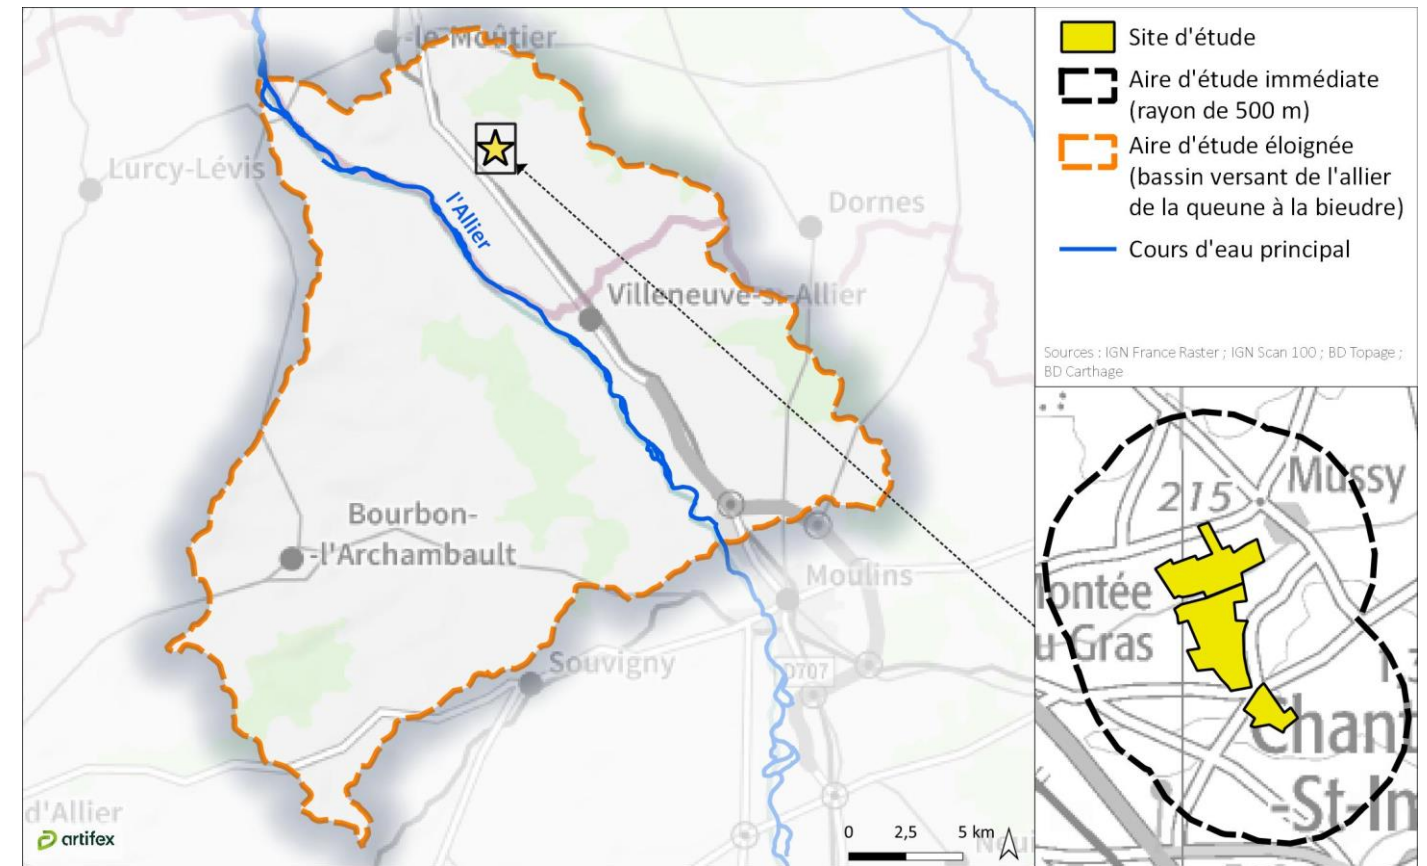 -le-Moûtier
Lurcy-Lévis
Dornes
l'Allier
Villeneuve-s.-Allier
Bourbon-
-l'Archambault
Moulins
Souvigny
D707
d'Allier
artifex
0 2,5 5 km
Site d'étude
Aire d'étude immédiate
(rayon de 500 m)
Aire d'étude éloignée
(bassin versant de l'allier
de la queune à la bieudre)
Cours d'eau principal
Sources : IGN France Raster ; IGN Scan 100 ; BD Topage ;
BD Carthage
Mussy
215
ontée
u Gras
Chant
-St-Im